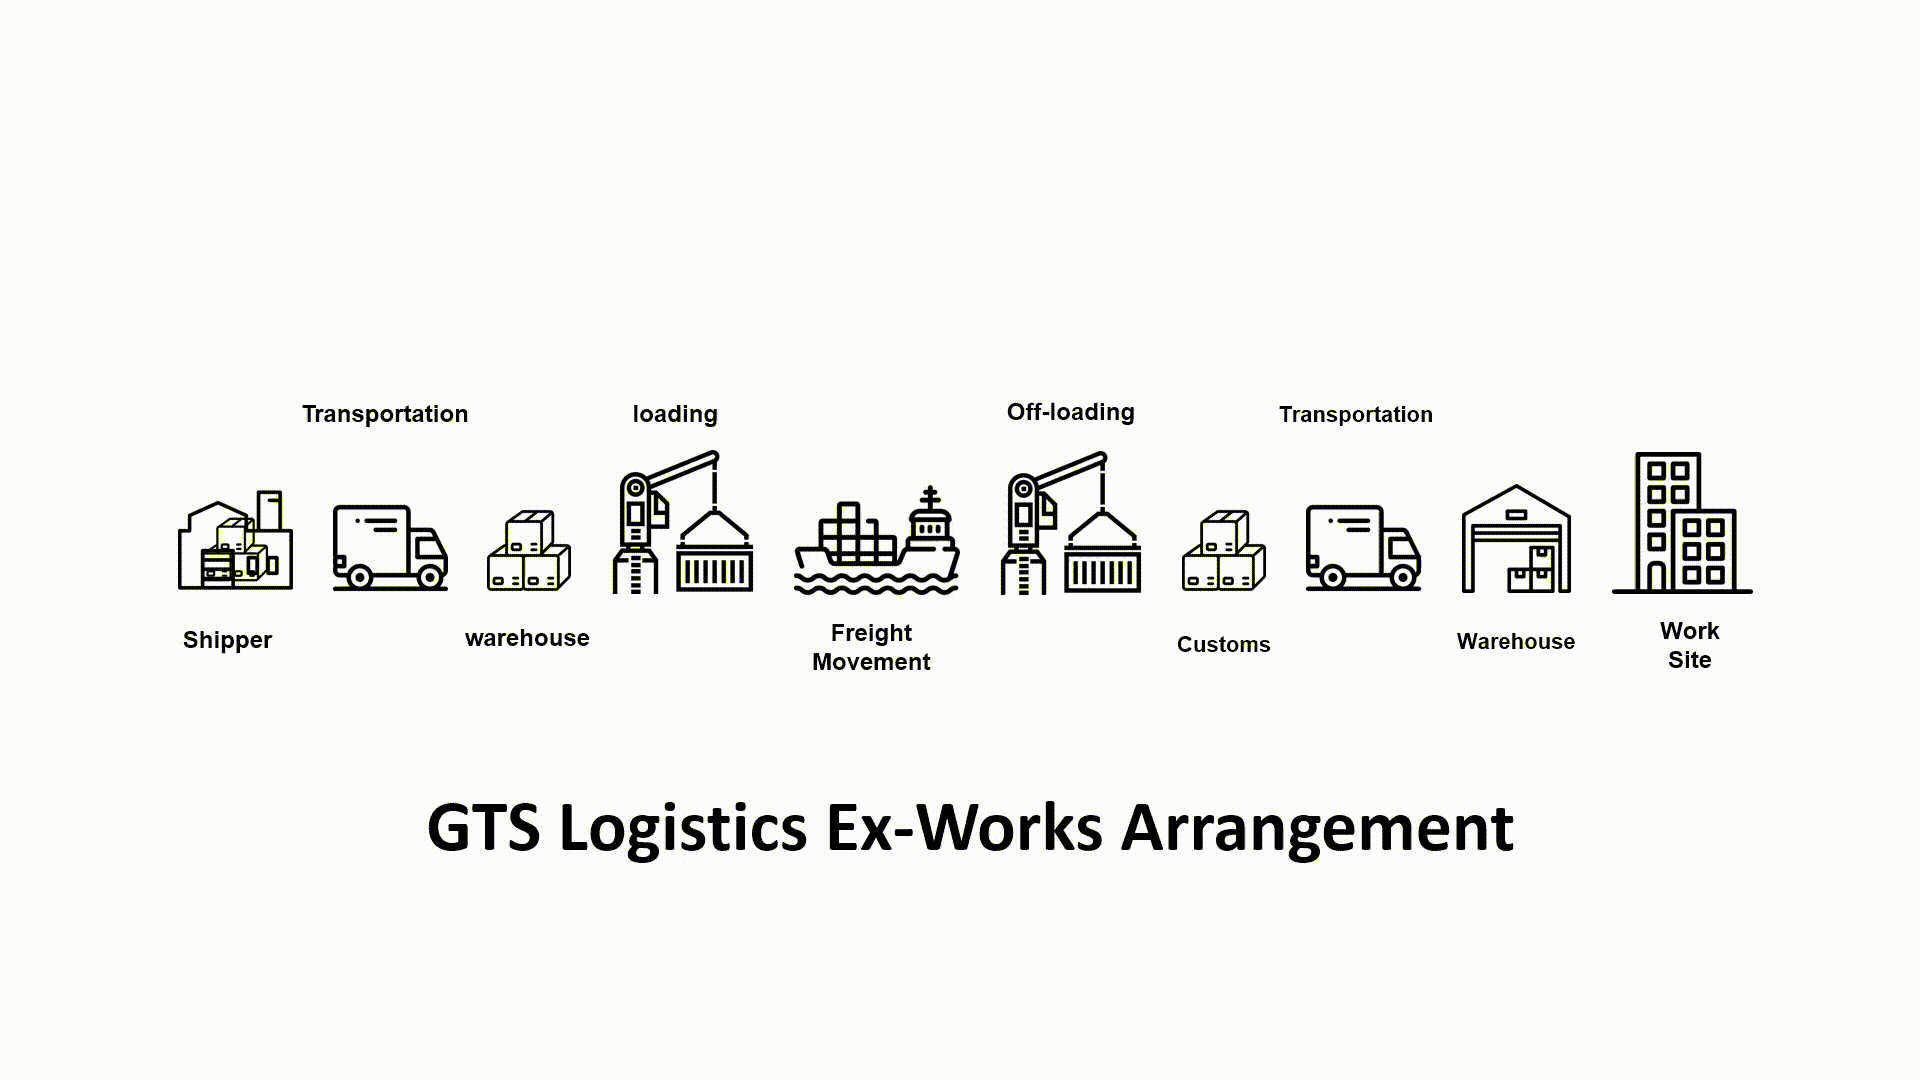 Transportation
loading
Off-loading
Transportation
Shipper
warehouse
Freight
Movement
Customs
Warehouse
Work
Site
GTS Logistics Ex-Works Arrangement